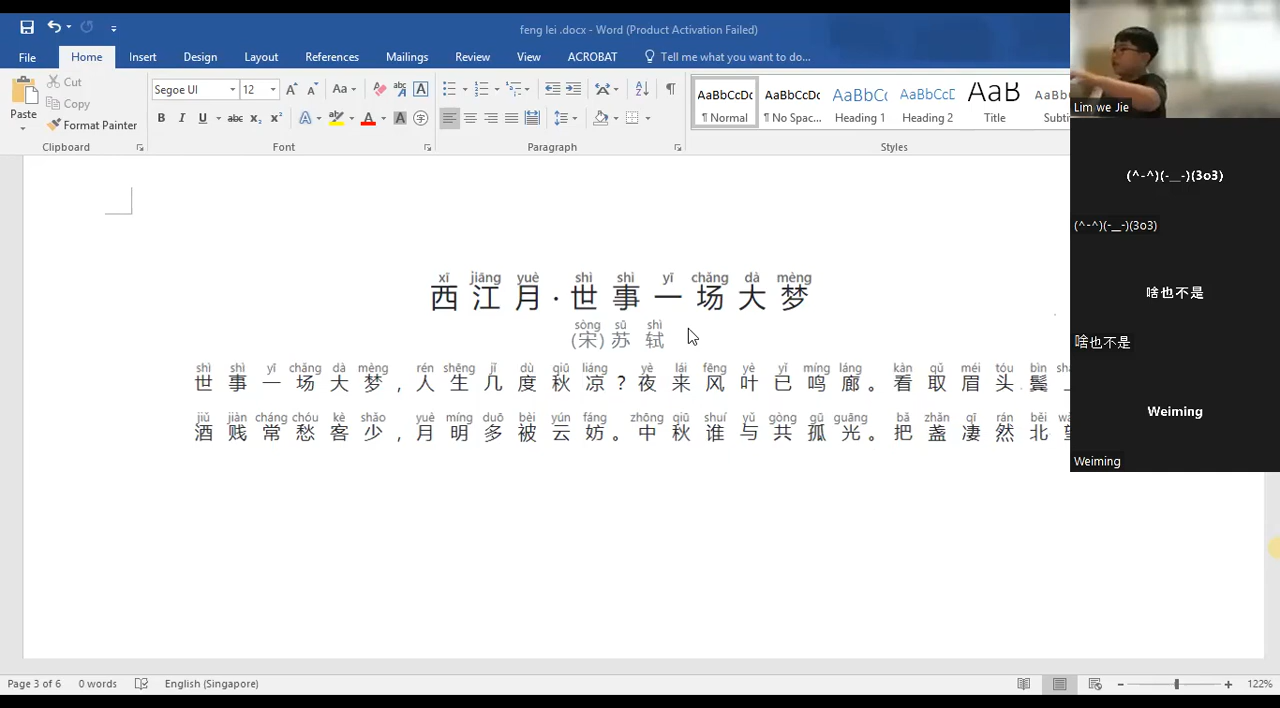 feng lei .docx - Word (Product Activation Failed)
File Home Insert Design Layout References Mailings Review View ACROBAT Tell me what you want to do...
Cut
Copy
Paste
Format Painter
Segoe UI 12
AaBbCcDc AaBbCcDc AaBbCc AaBbCcD AaB
¶ Normal ¶ No Spac... Heading 1 Heading 2 Title
Clipboard Font Paragraph Styles
xī jiāng yuè shì shì yī chǎng dà mèng
西江月·世事一场大梦
sòng sū shì
(宋)苏轼
shì shì yī chǎng dà mèng rén shēng jǐ dù qiū liáng yè lái fēng yè yǐ míng láng kàn qǔ méi tóu bìn
世事一场大梦,人生几度秋凉?夜来风叶已鸣廊。看取眉头鬓
jiǔ jiàn cháng chóu kè shǎo yuè míng duō bèi yún fáng zhōng qiū shuí yǔ gòng gū guāng bǎ zhǎn qī rán běi
酒贱常愁客少,月明多被云妨。中秋谁与共孤光。把盏凄然北
Page 3 of 6 0 words English (Singapore) 122%
Lim we Jie
(^-^)(-__-)(3o3)
(^-^)(-__-)(3o3)
啥也不是
啥也不是
Weiming
Weiming